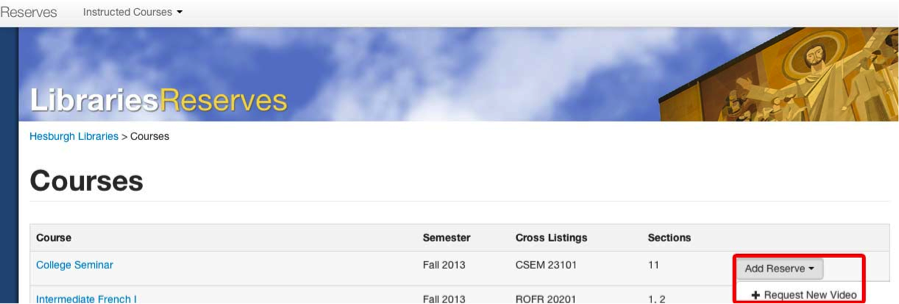 Reserves Instructed Courses
LibrariesReserves
Hesburgh Libraries > Courses
Courses
Course Semester Cross Listings Sections
College Seminar Fall 2013 CSEM 23101 11 Add Reserve
Request New Video
Intermediate French I Fall 2013 ROFR 20201 1, 2